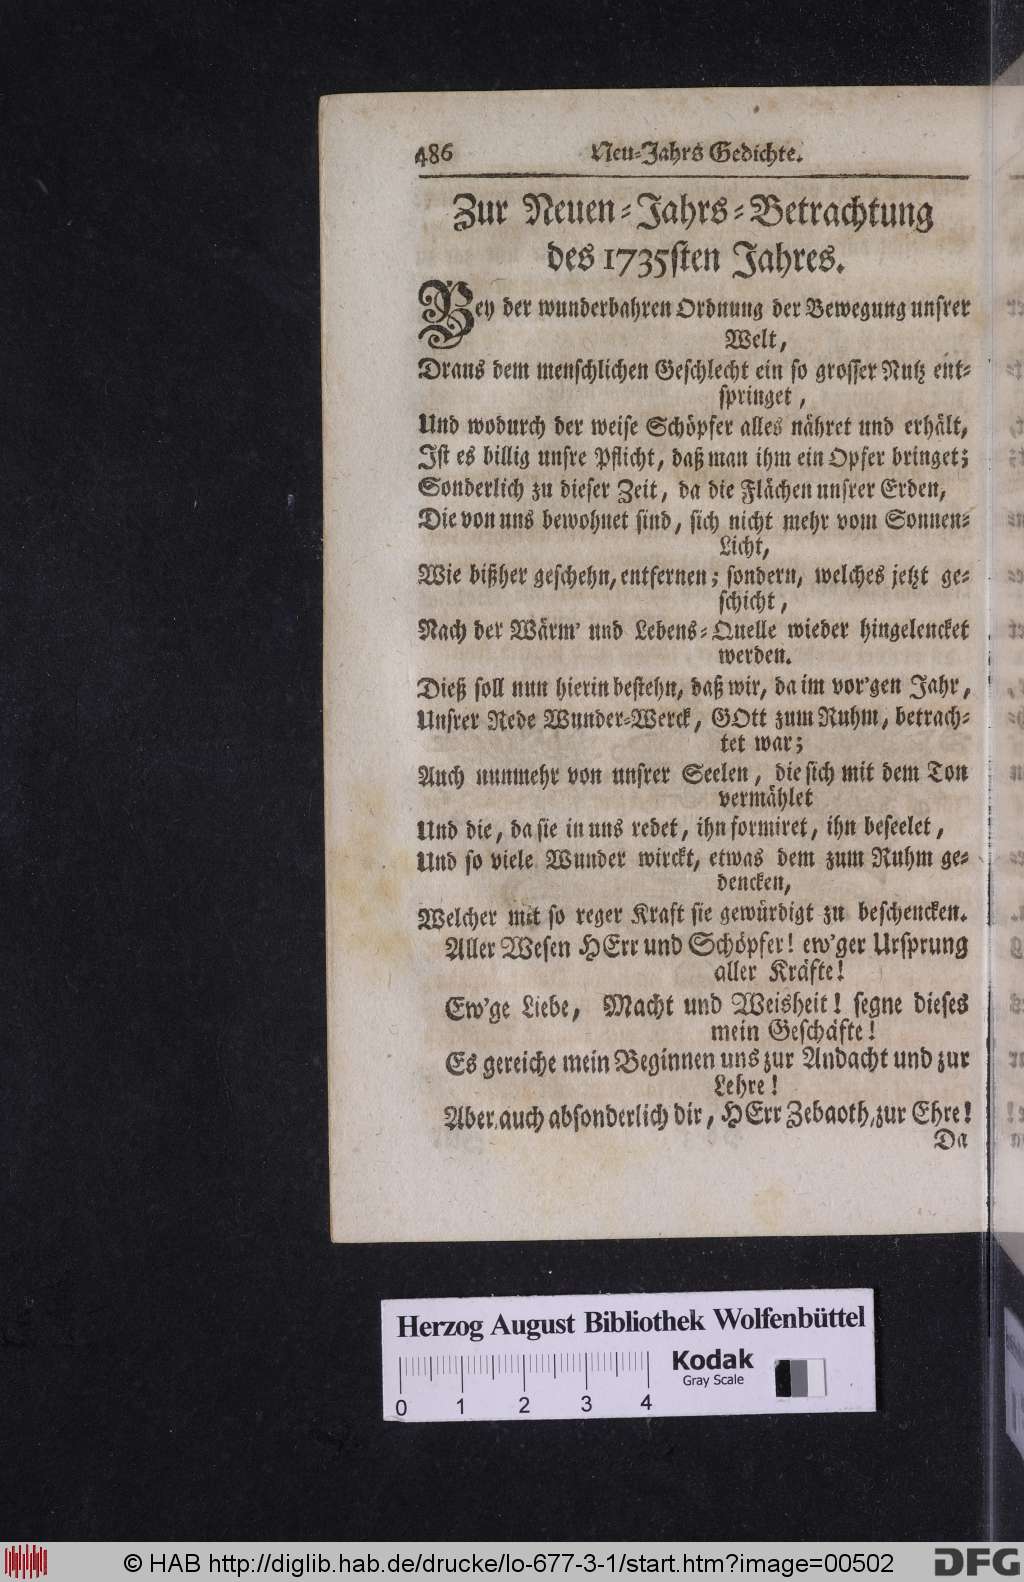 486 Neu-Jahrs Gedichte.
Zur Neuen-Jahrs-Betrachtung
des 1735sten Jahres.
Bey der wunderbahren Ordnung der Bewegung unsrer
Welt,
Draus dem menschlichen Geschlecht ein so grosser Nutz ent-
springet,
Und wodurch der weise Schöpfer alles nähret und erhält,
Ist es billig unsre Pflicht, daß man ihm ein Opfer bringet;
Sonderlich zu dieser Zeit, da die Flächen unsrer Erden,
Die von uns bewohnet sind, sich nicht mehr vom Sonnen-
Licht,
Wie bißher geschehn, entfernen; sondern, welches jetzt ge-
schicht,
Nach der Wärm' und Lebens-Quelle wieder hingelencket
werden.
Dieß soll nun hierin bestehn, daß wir, da im vor'gen Jahr,
Unsrer Rede Wunder-Werck, GOtt zum Ruhm, betrach-
tet war;
Auch nunmehr von unsrer Seelen, die sich mit dem Ton
vermählet
Und die, da sie in uns redet, ihn formiret, ihn beseelet,
Und so viele Wunder wirckt, etwas dem zum Ruhm ge-
dencken,
Welcher mit so reger Kraft sie gewürdigt zu beschencken.
Aller Wesen HErr und Schöpfer! ew'ger Ursprung
aller Kräfte!
Ew'ge Liebe, Macht und Weisheit! segne dieses
mein Geschäfte!
Es gereiche mein Beginnen uns zur Andacht und zur
Lehre!
Aber auch absonderlich dir, HErr Zebaoth, zur Ehre!
Da
Herzog August Bibliothek Wolfenbüttel
Kodak
Gray Scale
0 1 2 3 4
© HAB http://diglib.hab.de/drucke/lo-677-3-1/start.htm?image=00502
DFG